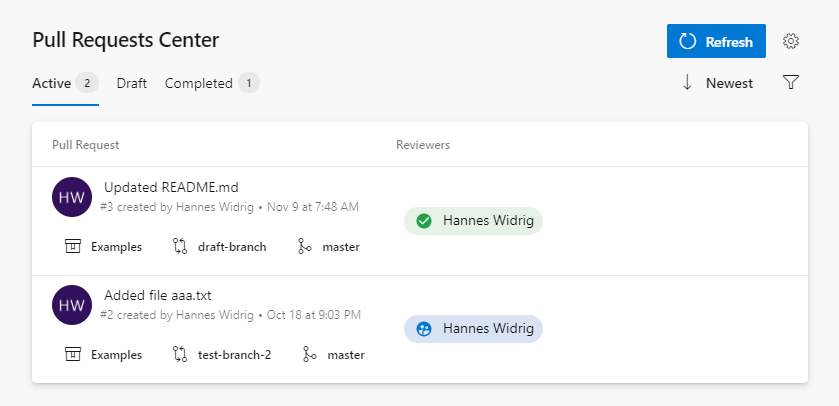 Pull Requests Center
Refresh
Active 2 Draft Completed 1
Newest
Pull Request Reviewers
HW
Updated README.md
#3 created by Hannes Widrig • Nov 9 at 7:48 AM
Hannes Widrig
Examples draft-branch master
HW
Added file aaa.txt
#2 created by Hannes Widrig • Oct 18 at 9:03 PM
Hannes Widrig
Examples test-branch-2 master